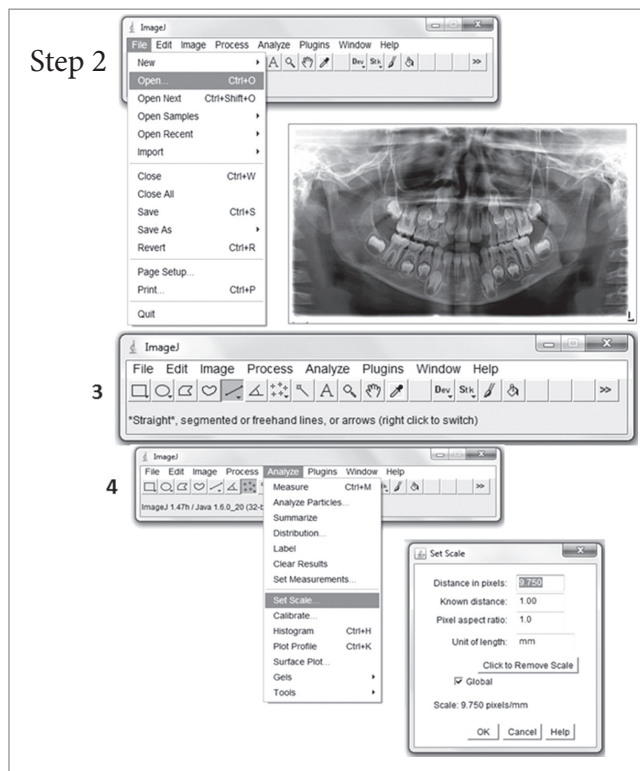 ImageJ
File Edit Image Process Analyze Plugins Window Help
Step 2
New
A Dev Stk >>
Open... Ctrl+O
Open Next Ctrl+Shift+O
Open Samples
Open Recent
Import
Close Ctrl+W
Close All
Save Ctrl+S
Save As
Revert Ctrl+R
Page Setup...
Print... Ctrl+P
Quit
L
ImageJ
File Edit Image Process Analyze Plugins Window Help
3
A Dev Stk >>
*Straight*, segmented or freehand lines, or arrows (right click to switch)
ImageJ
File Edit Image Process Analyze Plugins Window Help
4
>>
ImageJ 1.47h / Java 1.6.0_20 (32-b
Measure Ctrl+M
Analyze Particles...
Summarize
Distribution...
Label
Clear Results
Set Measurements...
Set Scale...
Calibrate...
Histogram Ctrl+H
Plot Profile Ctrl+K
Surface Plot...
Gels
Tools
Set Scale
Distance in pixels: 9.750
Known distance: 1.00
Pixel aspect ratio: 1.0
Unit of length: mm
Click to Remove Scale
Global
Scale: 9.750 pixels/mm
OK Cancel Help